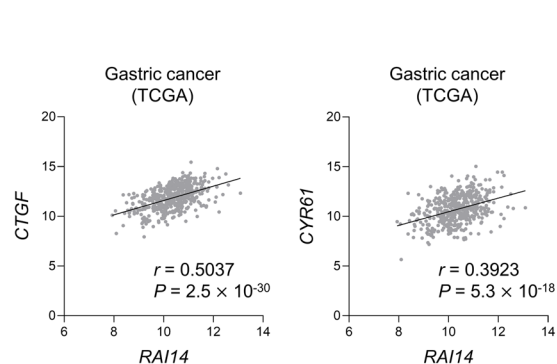 Gastric cancer
(TCGA)
20
15
10
5
0
CTGF
r = 0.5037
P = 2.5 × 10-30
6 8 10 12 14
RAI14
Gastric cancer
(TCGA)
20
15
10
5
0
CYR61
r = 0.3923
P = 5.3 × 10-18
6 8 10 12 14
RAI14